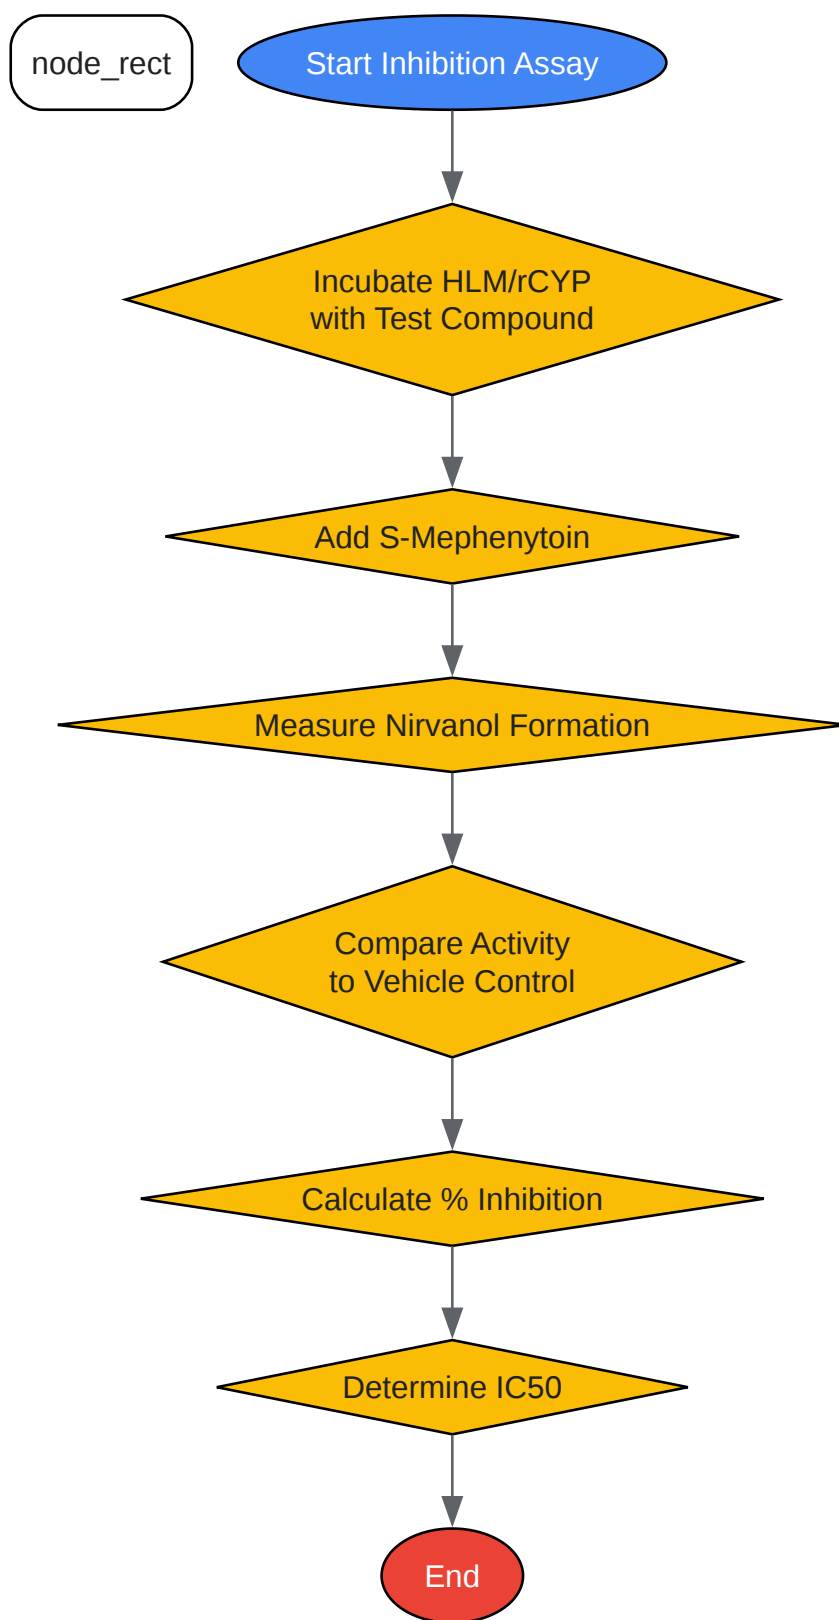 node_rect
Start Inhibition Assay
Incubate HLM/rCYP
with Test Compound
Add S-Mephenytoin
Measure Nirvanol Formation
Compare Activity
to Vehicle Control
Calculate % Inhibition
Determine IC50
End